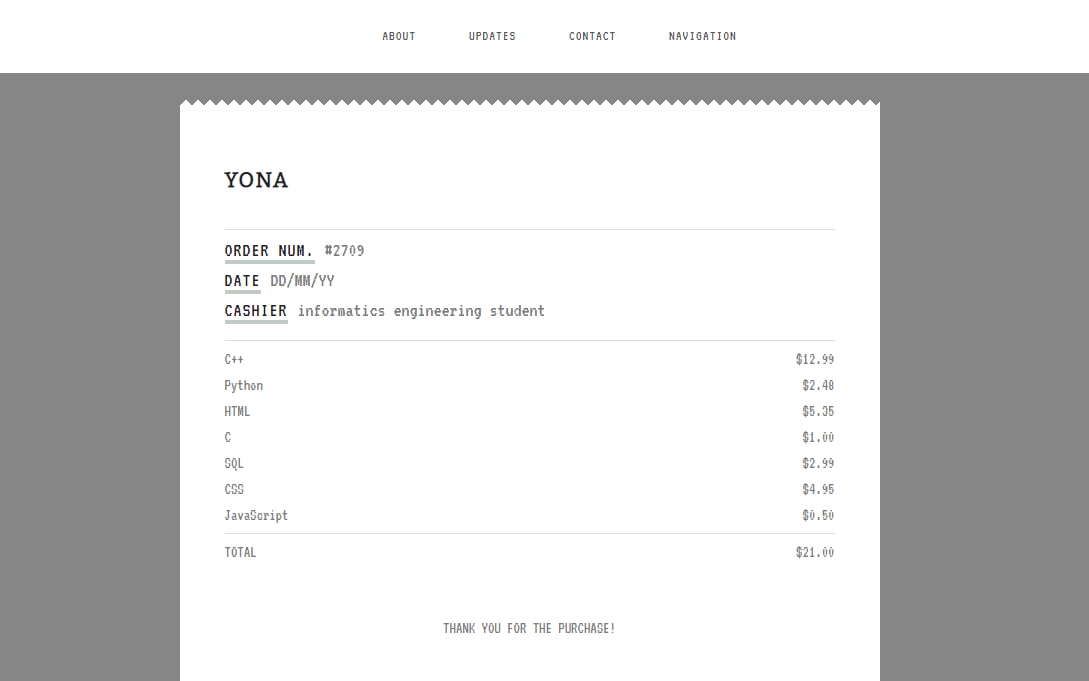 ABOUT UPDATES CONTACT NAVIGATION
YONA
ORDER NUM. #2709
DATE DD/MM/YY
CASHIER informatics engineering student
C++ $12.99
Python $2.48
HTML $5.35
C $1.00
SQL $2.99
CSS $4.95
JavaScript $0.50
TOTAL $21.00
THANK YOU FOR THE PURCHASE!